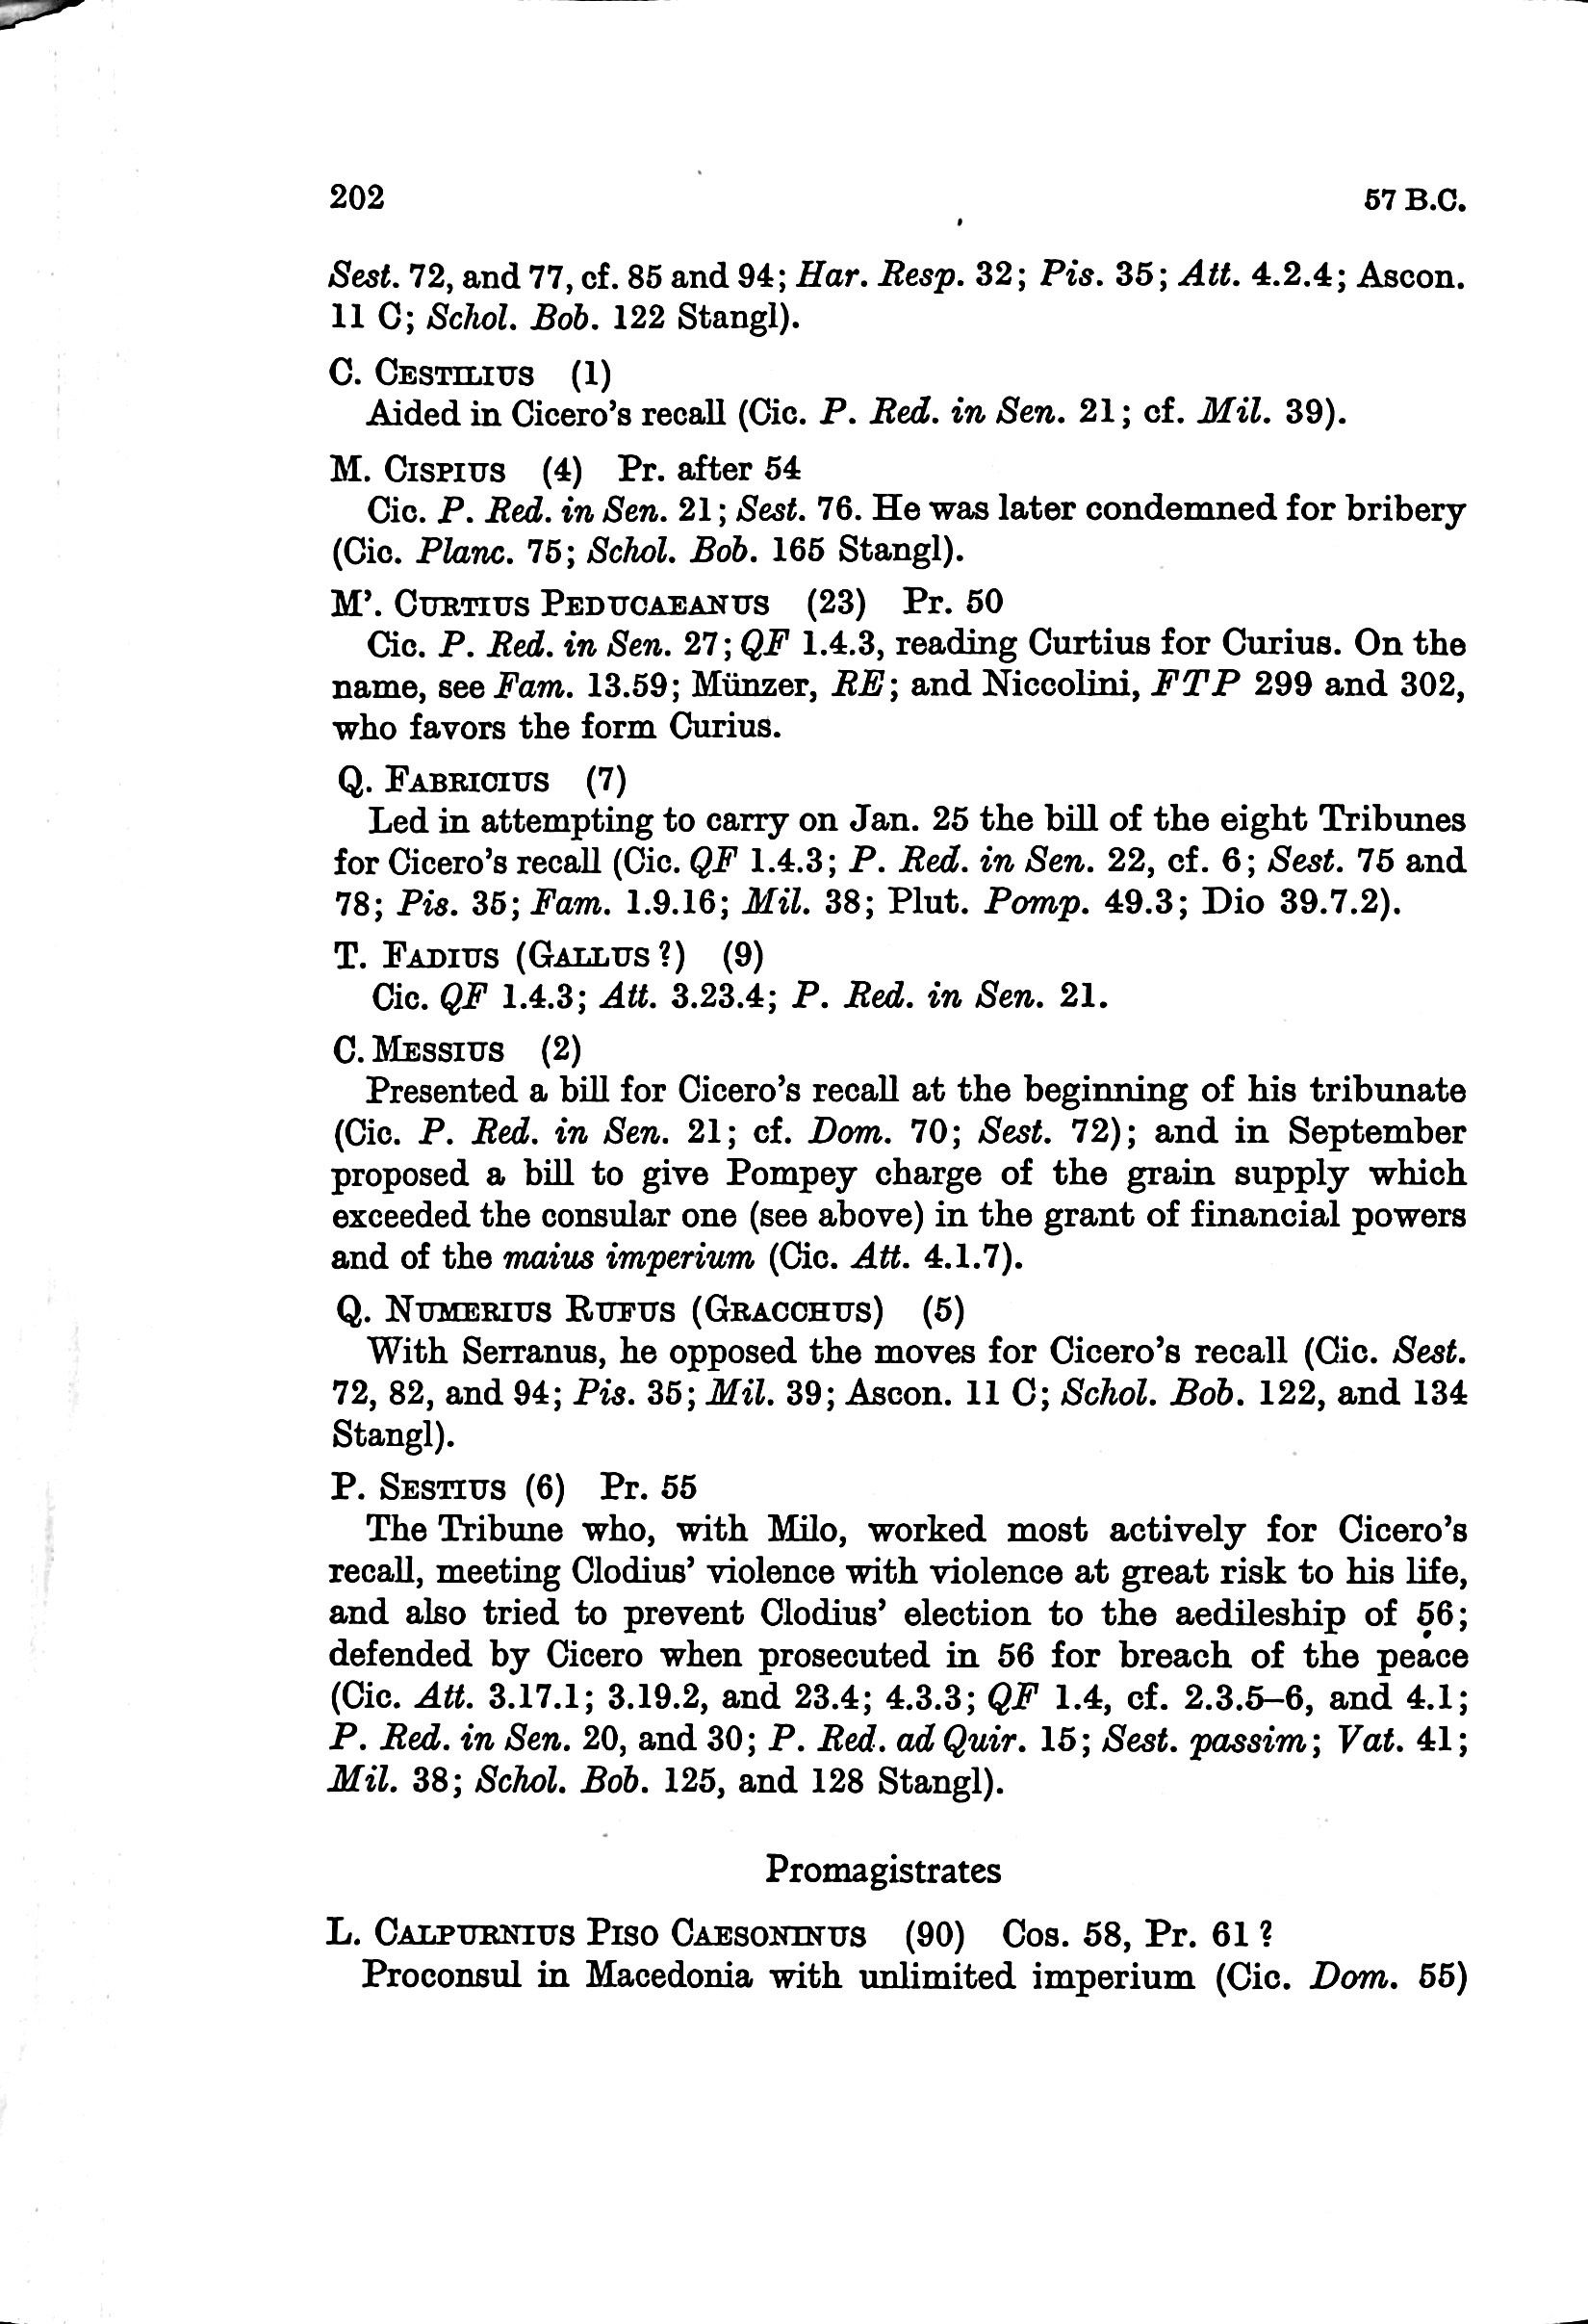 202 57 B.C.
Sest. 72, and 77, cf. 85 and 94; Har. Resp. 32; Pis. 35; Att. 4.2.4; Ascon.
11 C; Schol. Bob. 122 Stangl).
C. CESTILIUS (1)
Aided in Cicero’s recall (Cic. P. Red. in Sen. 21; cf. Mil. 39).
M. CISPIUS (4) Pr. after 54
Cic. P. Red. in Sen. 21; Sest. 76. He was later condemned for bribery
(Cic. Planc. 75; Schol. Bob. 165 Stangl).
M’. CURTIUS PEDUCAEANUS (23) Pr. 50
Cic. P. Red. in Sen. 27; QF 1.4.3, reading Curtius for Curius. On the
name, see Fam. 13.59; Münzer, RE; and Niccolini, FTP 299 and 302,
who favors the form Curius.
Q. FABRICIUS (7)
Led in attempting to carry on Jan. 25 the bill of the eight Tribunes
for Cicero’s recall (Cic. QF 1.4.3; P. Red. in Sen. 22, cf. 6; Sest. 75 and
78; Pis. 35; Fam. 1.9.16; Mil. 38; Plut. Pomp. 49.3; Dio 39.7.2).
T. FADIUS (GALLUS?) (9)
Cic. QF 1.4.3; Att. 3.23.4; P. Red. in Sen. 21.
C. MESSIUS (2)
Presented a bill for Cicero’s recall at the beginning of his tribunate
(Cic. P. Red. in Sen. 21; cf. Dom. 70; Sest. 72); and in September
proposed a bill to give Pompey charge of the grain supply which
exceeded the consular one (see above) in the grant of financial powers
and of the maius imperium (Cic. Att. 4.1.7).
Q. NUMERIUS RUFUS (GRACCHUS) (5)
With Serranus, he opposed the moves for Cicero’s recall (Cic. Sest.
72, 82, and 94; Pis. 35; Mil. 39; Ascon. 11 C; Schol. Bob. 122, and 134
Stangl).
P. SESTIUS (6) Pr. 55
The Tribune who, with Milo, worked most actively for Cicero’s
recall, meeting Clodius’ violence with violence at great risk to his life,
and also tried to prevent Clodius’ election to the aedileship of 56;
defended by Cicero when prosecuted in 56 for breach of the peace
(Cic. Att. 3.17.1; 3.19.2, and 23.4; 4.3.3; QF 1.4, cf. 2.3.5–6, and 4.1;
P. Red. in Sen. 20, and 30; P. Red. ad Quir. 15; Sest. passim; Vat. 41;
Mil. 38; Schol. Bob. 125, and 128 Stangl).
Promagistrates
L. CALPURNIUS PISO CAESONINUS (90) Cos. 58, Pr. 61?
Proconsul in Macedonia with unlimited imperium (Cic. Dom. 55)